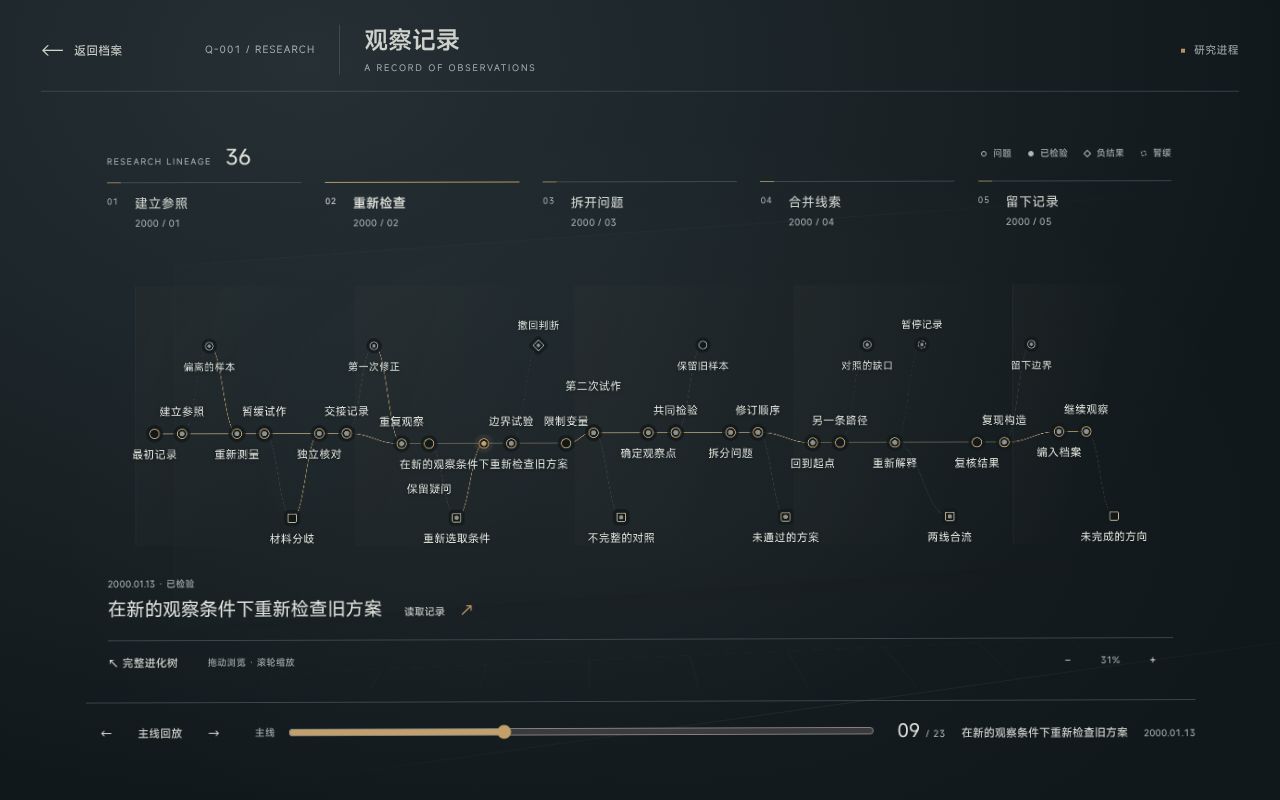 ← 返回档案
Q-001 / RESEARCH
观察记录
A RECORD OF OBSERVATIONS
研究进程
RESEARCH LINEAGE 36
问题 已检验 负结果 暂缓
01 建立参照
2000 / 01
02 重新检查
2000 / 02
03 拆开问题
2000 / 03
04 合并线索
2000 / 04
05 留下记录
2000 / 05
撤回判断
暂停记录
偏离的样本
第一次修正
保留旧样本
对照的缺口
留下边界
第二次试作
建立参照
暂缓试作
交接记录
重复观察
边界试验
限制变量
共同检验
修订顺序
另一条路径
复现构造
继续观察
最初记录
重新测量
独立核对
在新的观察条件下重新检查旧方案
确定观察点
拆分问题
回到起点
重新解释
复核结果
编入档案
保留疑问
材料分歧
重新选取条件
不完整的对照
未通过的方案
两线合流
未完成的方向
2000.01.13 · 已检验
在新的观察条件下重新检查旧方案 读取记录 ↗
↖ 完整进化树 拖动浏览 · 滚轮缩放
− 31% +
← 主线回放 → 主线
09 / 23 在新的观察条件下重新检查旧方案 2000.01.13